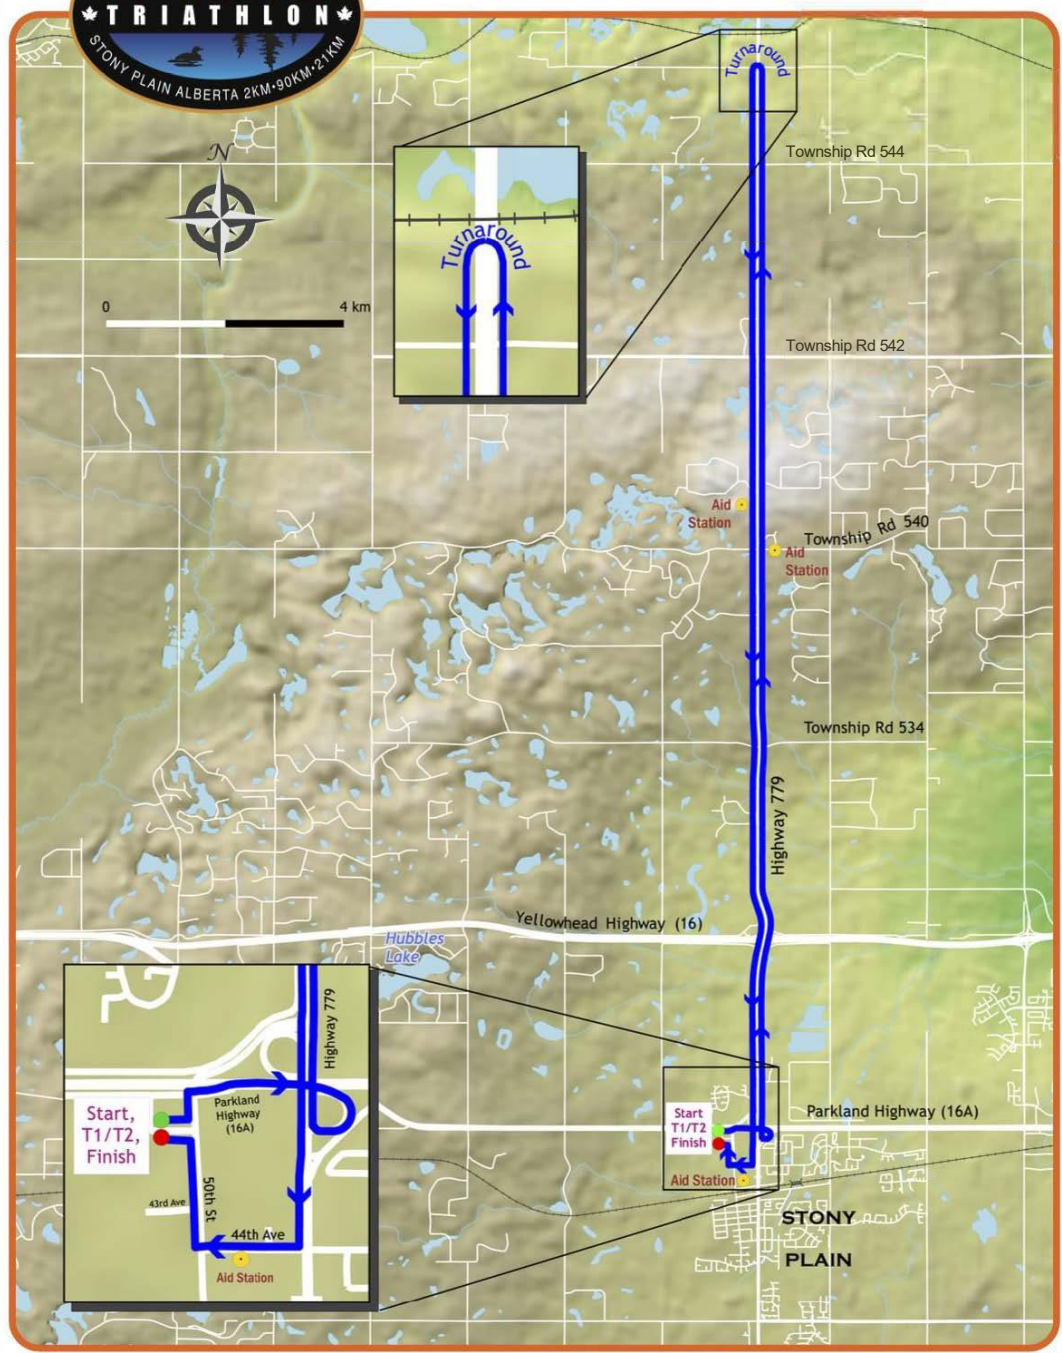 TRIATHLON
STONY PLAIN ALBERTA 2KM•90KM•21KM
N
0
4 km
Turnaround
Turnaround
Township Rd 544
Township Rd 542
Aid
Station
Township Rd 540
Aid
Station
Township Rd 534
Highway 779
Yellowhead Highway (16)
Hubbles
Lake
Highway 779
Parkland
Highway
(16A)
Start,
T1/T2,
Finish
50th St
43rd Ave
44th Ave
Aid Station
Start
T1/T2
Finish
Parkland Highway (16A)
Aid Station
STONY
PLAIN